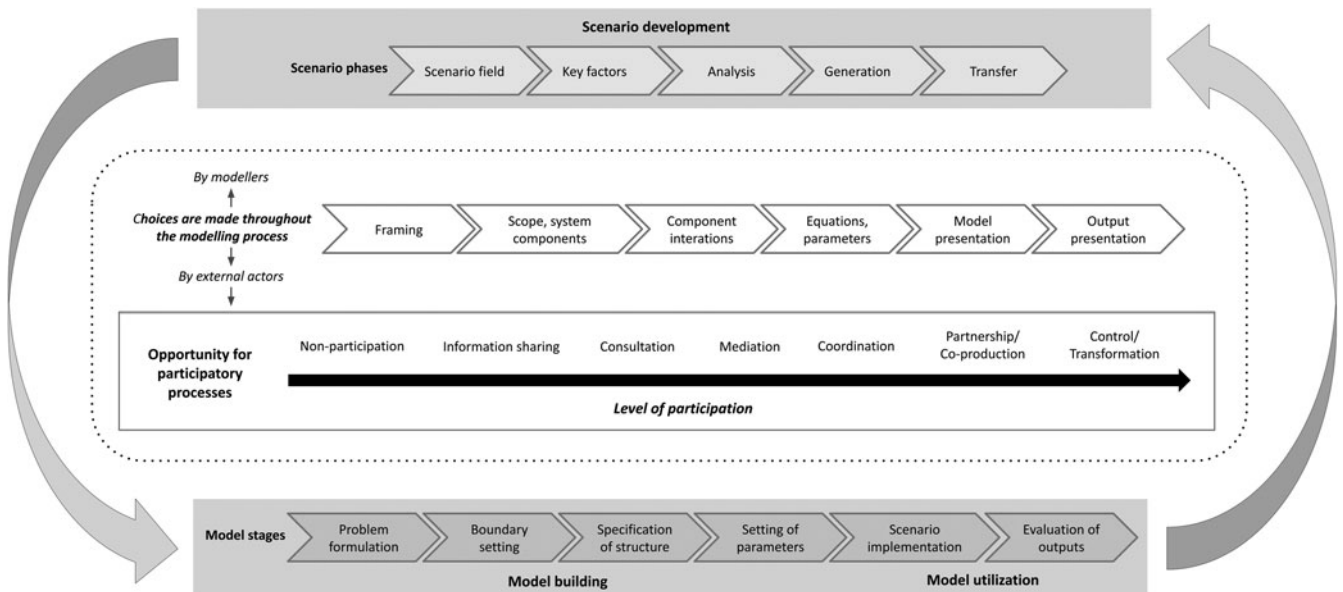 Scenario development
Scenario phases
Scenario field
Key factors
Analysis
Generation
Transfer
By modellers
Choices are made throughout
the modelling process
By external actors
Framing
Scope, system
components
Component
interations
Equations,
parameters
Model
presentation
Output
presentation
Opportunity for
participatory
processes
Non-participation
Information sharing
Consultation
Mediation
Coordination
Partnership/
Co-production
Control/
Transformation
Level of participation
Model stages
Problem
formulation
Boundary
setting
Specification
of structure
Setting of
parameters
Scenario
implementation
Evaluation of
outputs
Model building
Model utilization